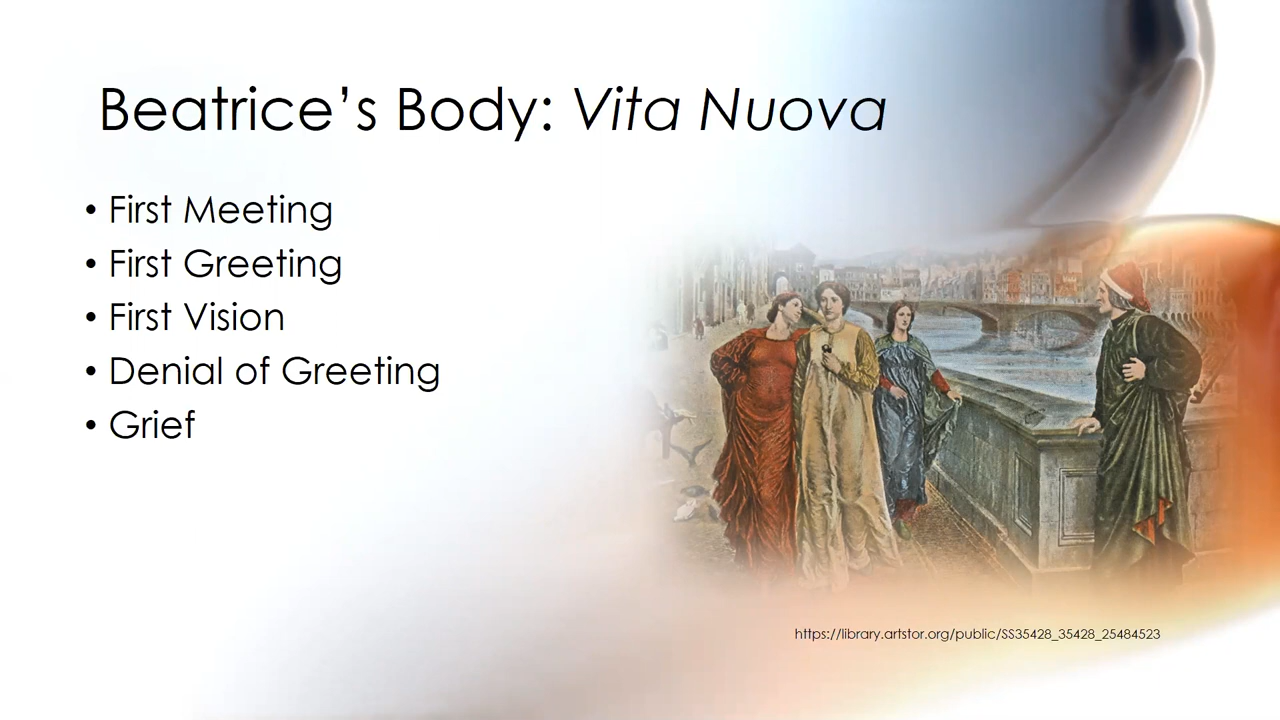 Beatrice’s Body: Vita Nuova
• First Meeting
• First Greeting
• First Vision
• Denial of Greeting
• Grief
https://library.artstor.org/public/SS35428_35428_25484523